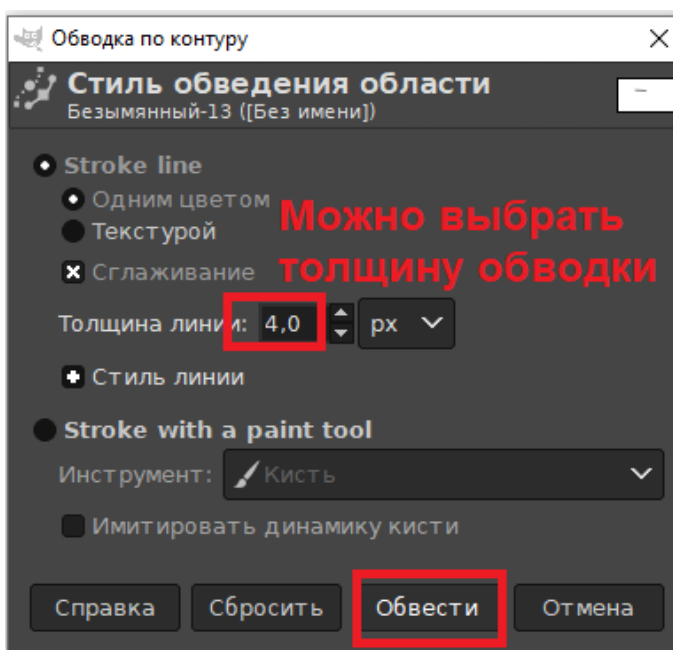 Обводка по контуру
Стиль обведения области
Безымянный-13 ([Без имени])
Stroke line
Одним цветом
Текстурой
Можно выбрать
толщину обводки
Сглаживание
Толщина линии: 4,0 px
Стиль линии
Stroke with a paint tool
Инструмент: Кисть
Имитировать динамику кисти
Справка Сбросить Обвести Отмена